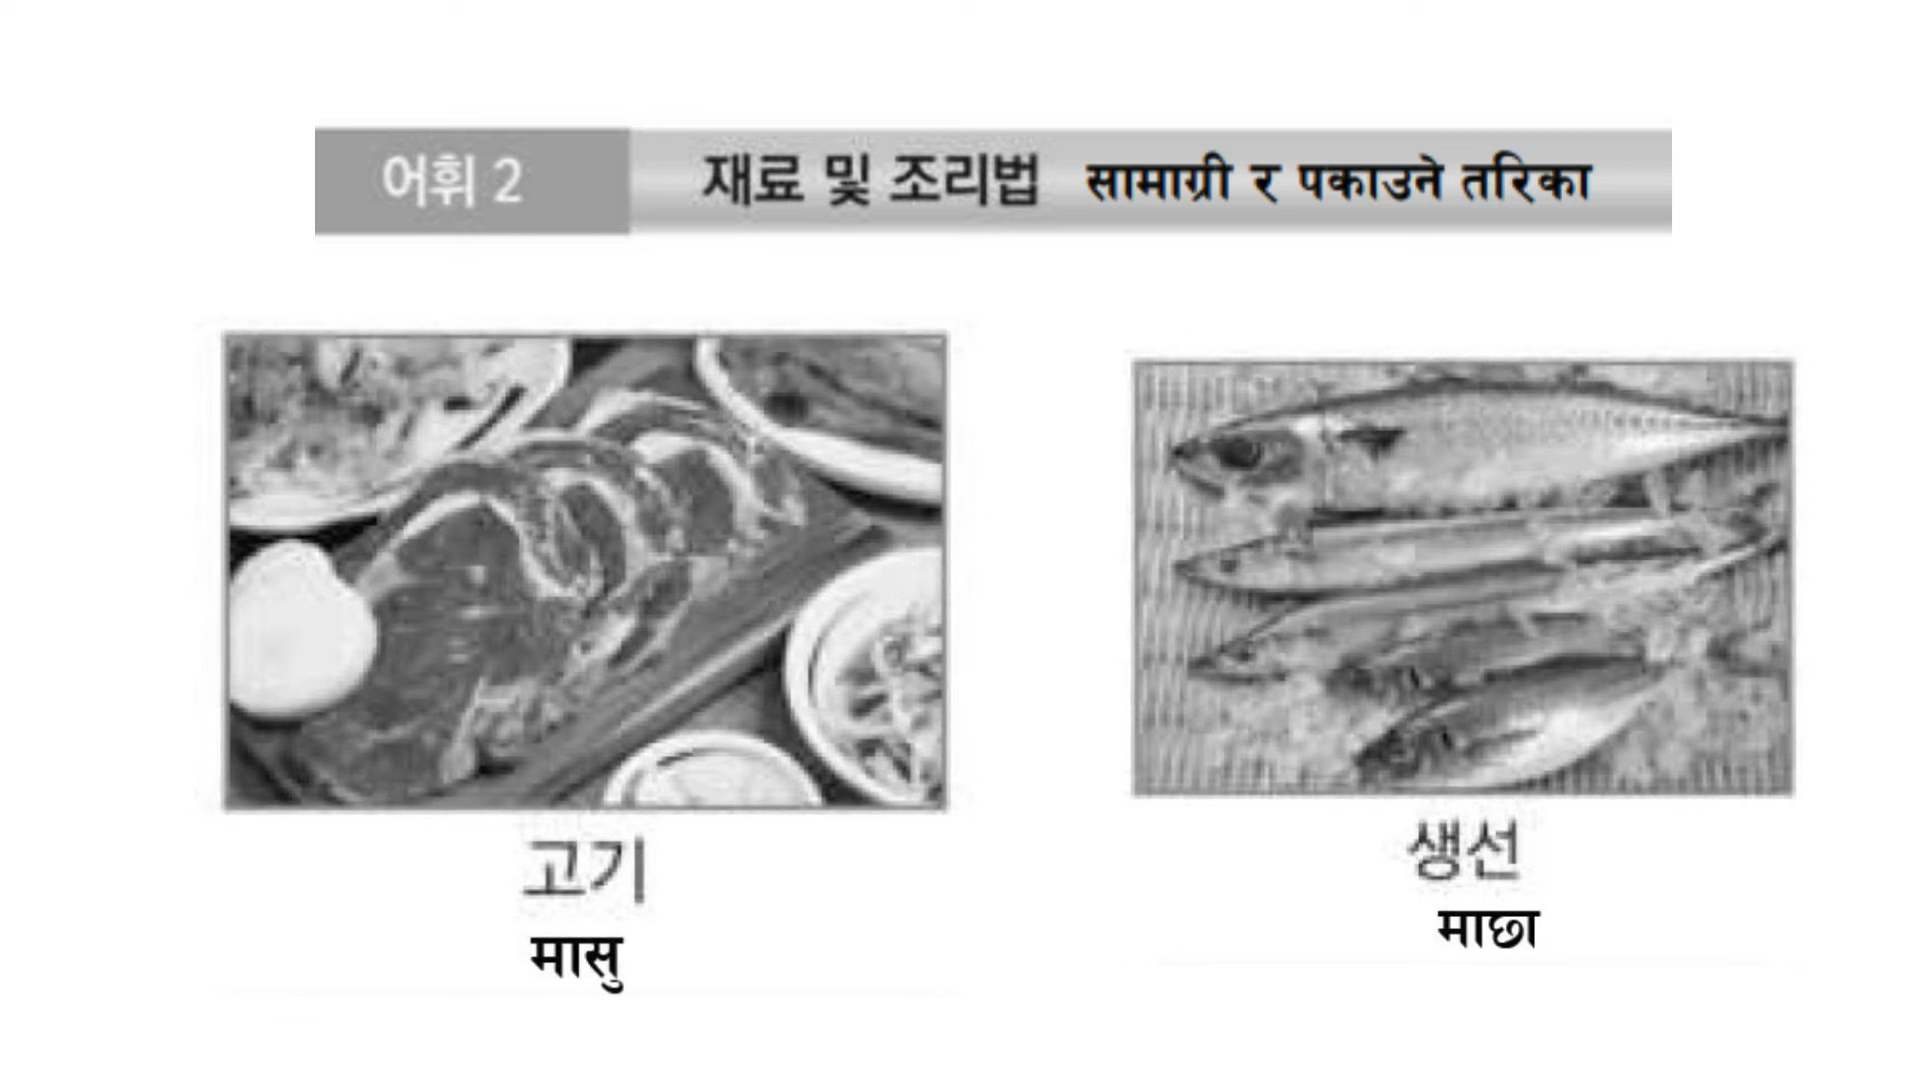 어휘 2 재료 및 조리법 सामाग्री र पकाउने तरिका
고기
मासु
생선
माछा